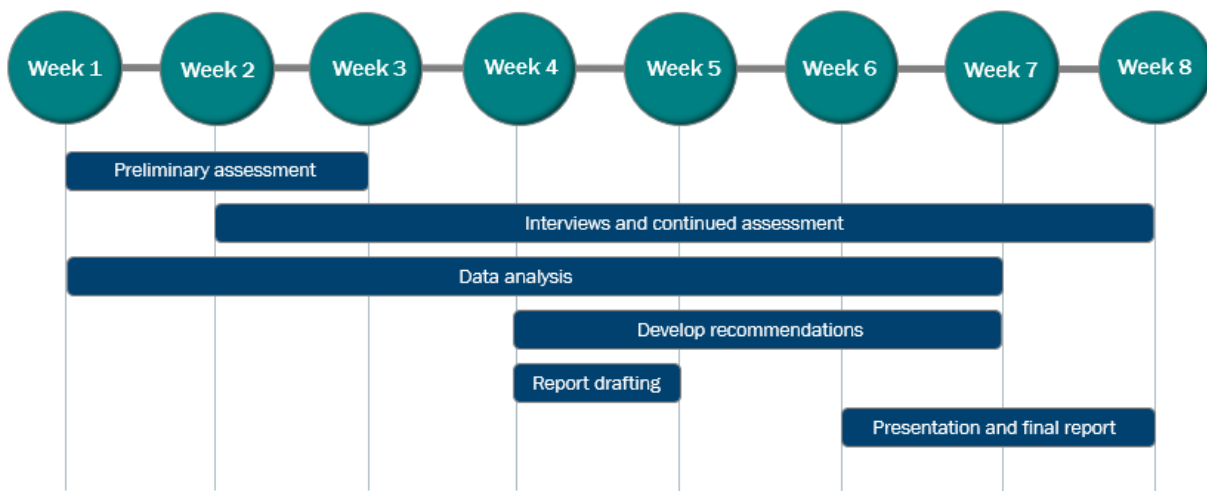 Week 1
Week 2
Week 3
Week 4
Week 5
Week 6
Week 7
Week 8
Preliminary assessment
Interviews and continued assessment
Data analysis
Develop recommendations
Report drafting
Presentation and final report